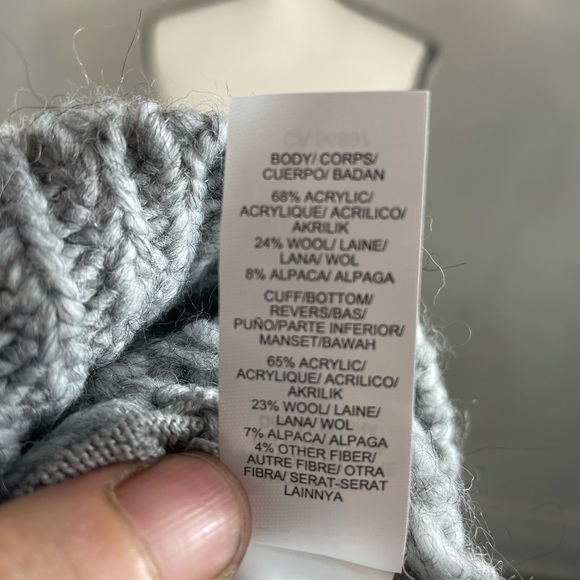 BODY/ CORPS/
CUERPO/ BADAN
68% ACRYLIC/
ACRYLIQUE/ ACRILICO/
AKRILIK
24% WOOL/ LAINE/
LANA/ WOL
8% ALPACA/ ALPAGA
CUFF/BOTTOM/
REVERS/BAS/
PUÑO/PARTE INFERIOR/
MANSET/BAWAH
65% ACRYLIC/
ACRYLIQUE/ ACRILICO/
AKRILIK
23% WOOL/ LAINE/
LANA/ WOL
7% ALPACA/ ALPAGA
4% OTHER FIBER/
AUTRE FIBRE/ OTRA
FIBRA/ SERAT-SERAT
LAINNYA